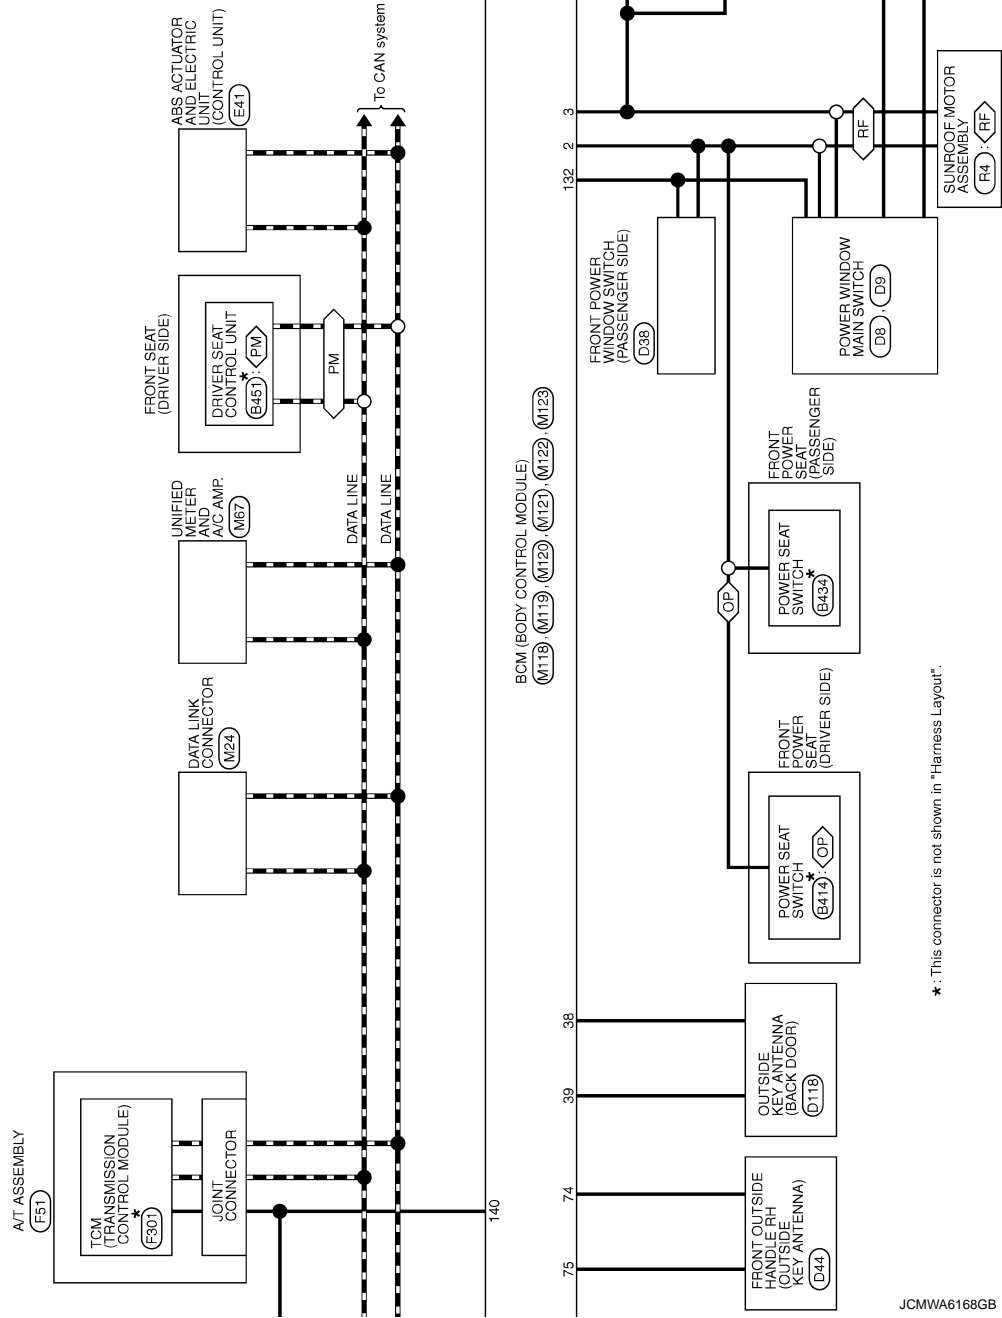 A/T ASSEMBLY
F51
TCM
(TRANSMISSION
CONTROL MODULE)
*
F301
JOINT
CONNECTOR
140
DATA LINK
CONNECTOR
M24
UNIFIED
METER
AND
A/C AMP.
M67
DATA LINE
DATA LINE
FRONT SEAT
(DRIVER SIDE)
DRIVER SEAT
CONTROL UNIT
*
B451 : PM
PM
ABS ACTUATOR
AND ELECTRIC
UNIT
(CONTROL UNIT)
E41
To CAN system
BCM (BODY CONTROL MODULE)
M118 , M119 , M120 , M121 , M122 , M123
75
74
39
38
132
2
3
FRONT OUTSIDE
HANDLE RH
(OUTSIDE
KEY ANTENNA)
D44
OUTSIDE
KEY ANTENNA
(BACK DOOR)
D118
FRONT
POWER
SEAT
(DRIVER SIDE)
POWER SEAT
SWITCH
*
B414 : OP
OP
FRONT
POWER
SEAT
(PASSENGER
SIDE)
POWER SEAT
SWITCH
*
B434
FRONT POWER
WINDOW SWITCH
(PASSENGER SIDE)
D38
POWER WINDOW
MAIN SWITCH
D8 , D9
RF
SUNROOF MOTOR
ASSEMBLY
R4 : RF
* : This connector is not shown in "Harness Layout".
JCMWA6168GB